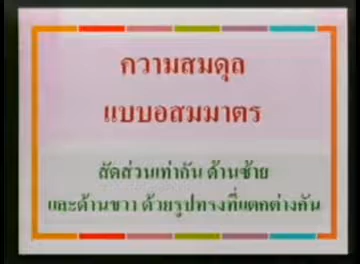 ความสมดุล
แบบอสมมาตร
สัดส่วนเท่ากัน ด้านซ้าย
และด้านขวา ด้วยรูปทรงที่แตกต่างกัน